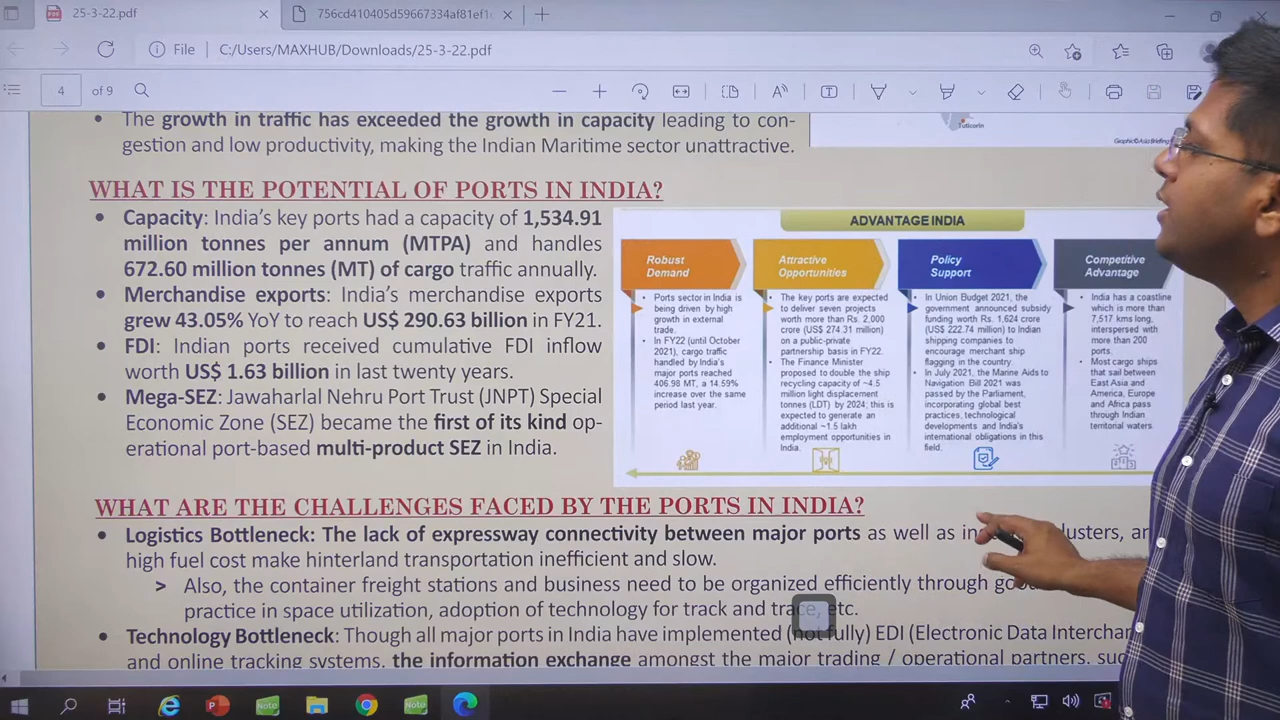 25-3-22.pdf
756cd410405d59667334af81ef1
File
C:/Users/MAXHUB/Downloads/25-3-22.pdf
4 of 9
• The growth in traffic has exceeded the growth in capacity leading to con-
gestion and low productivity, making the Indian Maritime sector unattractive.
Tuticorin
Graphic©Asia Briefing
WHAT IS THE POTENTIAL OF PORTS IN INDIA?
• Capacity: India's key ports had a capacity of 1,534.91
million tonnes per annum (MTPA) and handles
672.60 million tonnes (MT) of cargo traffic annually.
• Merchandise exports: India's merchandise exports
grew 43.05% YoY to reach US$290.63 billion in FY21.
• FDI: Indian ports received cumulative FDI inflow
worth US$ 1.63 billion in last twenty years.
• Mega-SEZ: Jawaharlal Nehru Port Trust (JNPT) Special
Economic Zone (SEZ) became the first of its kind op-
erational port-based multi-product SEZ in India.
ADVANTAGE INDIA
Robust
Demand
• Ports sector in India is
being driven by high
growth in external
trade.
• In FY22 (until October
2021), cargo traffic
handled by India's
major ports reached
406.98 MT, a 14.59%
increase over the same
period last year.
Attractive
Opportunities
• The key ports are expected
to deliver seven projects
worth more than Rs. 2,000
crore (US$ 274.31 million)
on a public-private
partnership basis in FY22.
• The Finance Minister
proposed to double the ship
recycling capacity of ~4.5
million light displacement
tonnes (LDT) by 2024; this is
expected to generate an
additional ~1.5 lakh
employment opportunities in
India.
Policy
Support
• In Union Budget 2021, the
government announced subsidy
funding worth Rs. 1,624 crore
(US$ 222.74 million) to Indian
shipping companies to
encourage merchant ship
flagging in the country.
• In July 2021, the Marine Aids to
Navigation Bill 2021 was
passed by the Parliament,
incorporating global best
practices, technological
developments and India's
international obligations in this
field.
Competitive
Advantage
• India has a coastline
which is more than
7,517 kms long,
interspersed with
more than 200
ports.
• Most cargo ships
that sail between
East Asia and
America, Europe
and Africa pass
through Indian
territorial waters.
WHAT ARE THE CHALLENGES FACED BY THE PORTS IN INDIA?
• Logistics Bottleneck: The lack of expressway connectivity between major ports as well as
high fuel cost make hinterland transportation inefficient and slow.
> Also, the container freight stations and business need to be organized efficiently through
practice in space utilization, adoption of technology for track and trace, etc.
• Technology Bottleneck: Though all major ports in India have implemented (not fully) EDI (Electronic Data Interchan
and online tracking systems, the information exchange amongst the major trading / operational partners, suc
Note
Note